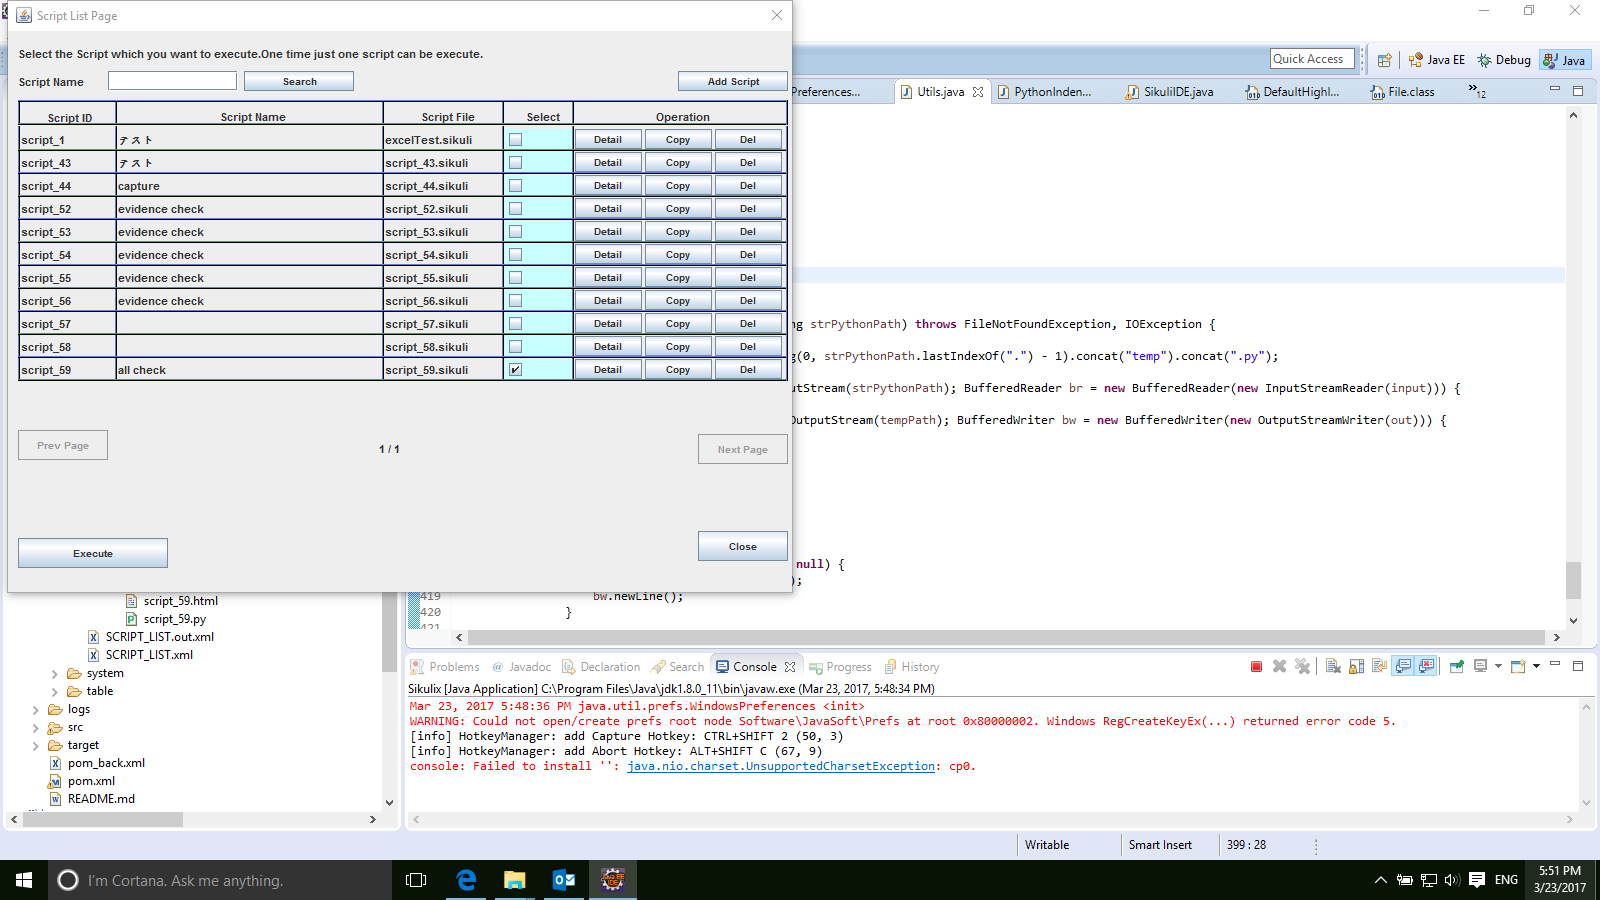 Script List Page
Select the Script which you want to execute.One time just one script can be execute.
Script Name
Search
Add Script
Script ID Script Name Script File Select Operation
script_1 テスト excelTest.sikuli Detail Copy Del
script_43 テスト script_43.sikuli Detail Copy Del
script_44 capture script_44.sikuli Detail Copy Del
script_52 evidence check script_52.sikuli Detail Copy Del
script_53 evidence check script_53.sikuli Detail Copy Del
script_54 evidence check script_54.sikuli Detail Copy Del
script_55 evidence check script_55.sikuli Detail Copy Del
script_56 evidence check script_56.sikuli Detail Copy Del
script_57 script_57.sikuli Detail Copy Del
script_58 script_58.sikuli Detail Copy Del
script_59 all check script_59.sikuli Detail Copy Del
Prev Page
1 / 1
Next Page
Execute
Close
Quick Access
Java EE
Debug
Java
Preferences...
Utils.java
PythonInden...
SikuliIDE.java
DefaultHighl...
File.class
12
strPythonPath) throws FileNotFoundException, IOException {
(0, strPythonPath.lastIndexOf(".") - 1).concat("temp").concat(".py");
utStream(strPythonPath); BufferedReader br = new BufferedReader(new InputStreamReader(input))) {
OutputStream(tempPath); BufferedWriter bw = new BufferedWriter(new OutputStreamWriter(out))) {
null) {
);
419 bw.newLine();
420 }
421
script_59.html
script_59.py
SCRIPT_LIST.out.xml
SCRIPT_LIST.xml
system
table
logs
src
target
pom_back.xml
pom.xml
README.md
Problems
@ Javadoc
Declaration
Search
Console
Progress
History
Sikulix [Java Application] C:\Program Files\Java\jdk1.8.0_11\bin\javaw.exe (Mar 23, 2017, 5:48:34 PM)
Mar 23, 2017 5:48:36 PM java.util.prefs.WindowsPreferences <init>
WARNING: Could not open/create prefs root node Software\JavaSoft\Prefs at root 0x80000002. Windows RegCreateKeyEx(...) returned error code 5.
[info] HotkeyManager: add Capture Hotkey: CTRL+SHIFT 2 (50, 3)
[info] HotkeyManager: add Abort Hotkey: ALT+SHIFT C (67, 9)
console: Failed to install '': java.nio.charset.UnsupportedCharsetException: cp0.
Writable
Smart Insert
399 : 28
I'm Cortana. Ask me anything.
Java EE
IDE
ENG
5:51 PM
3/23/2017